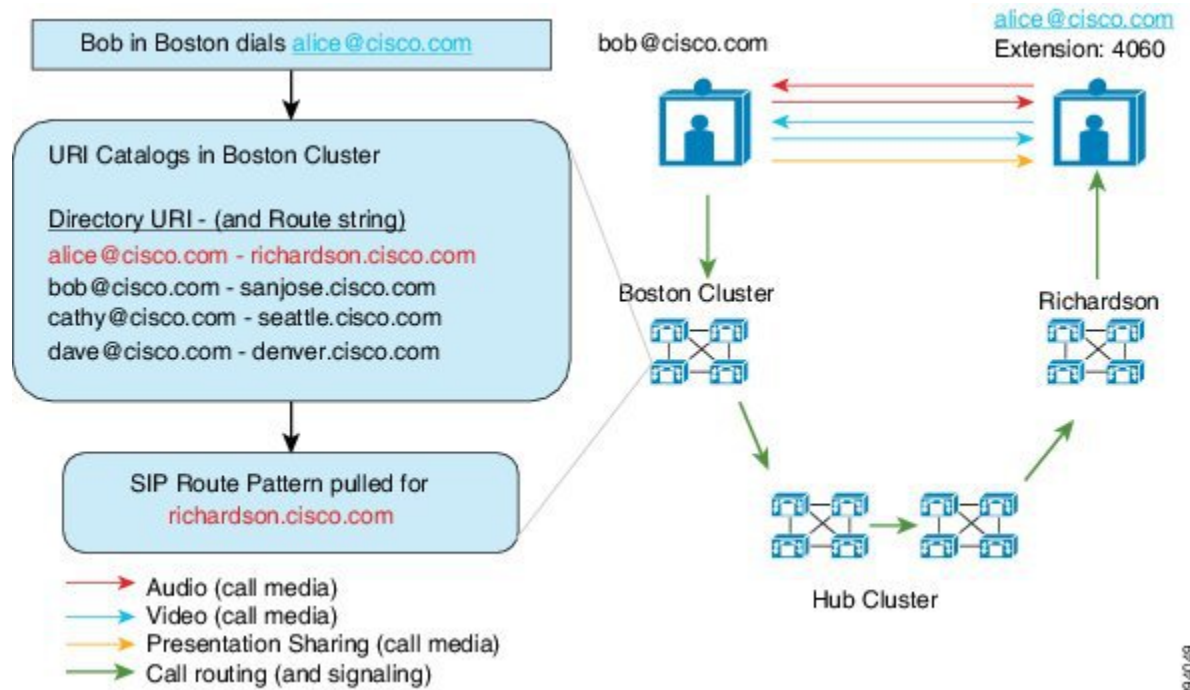 Bob in Boston dials alice@cisco.com
URI Catalogs in Boston Cluster
Directory URI - (and Route string)
alice@cisco.com - richardson.cisco.com
bob@cisco.com - sanjose.cisco.com
cathy@cisco.com - seattle.cisco.com
dave@cisco.com - denver.cisco.com
SIP Route Pattern pulled for
richardson.cisco.com
Audio (call media)
Video (call media)
Presentation Sharing (call media)
Call routing (and signaling)
bob@cisco.com
alice@cisco.com
Extension: 4060
Boston Cluster
Richardson
Hub Cluster